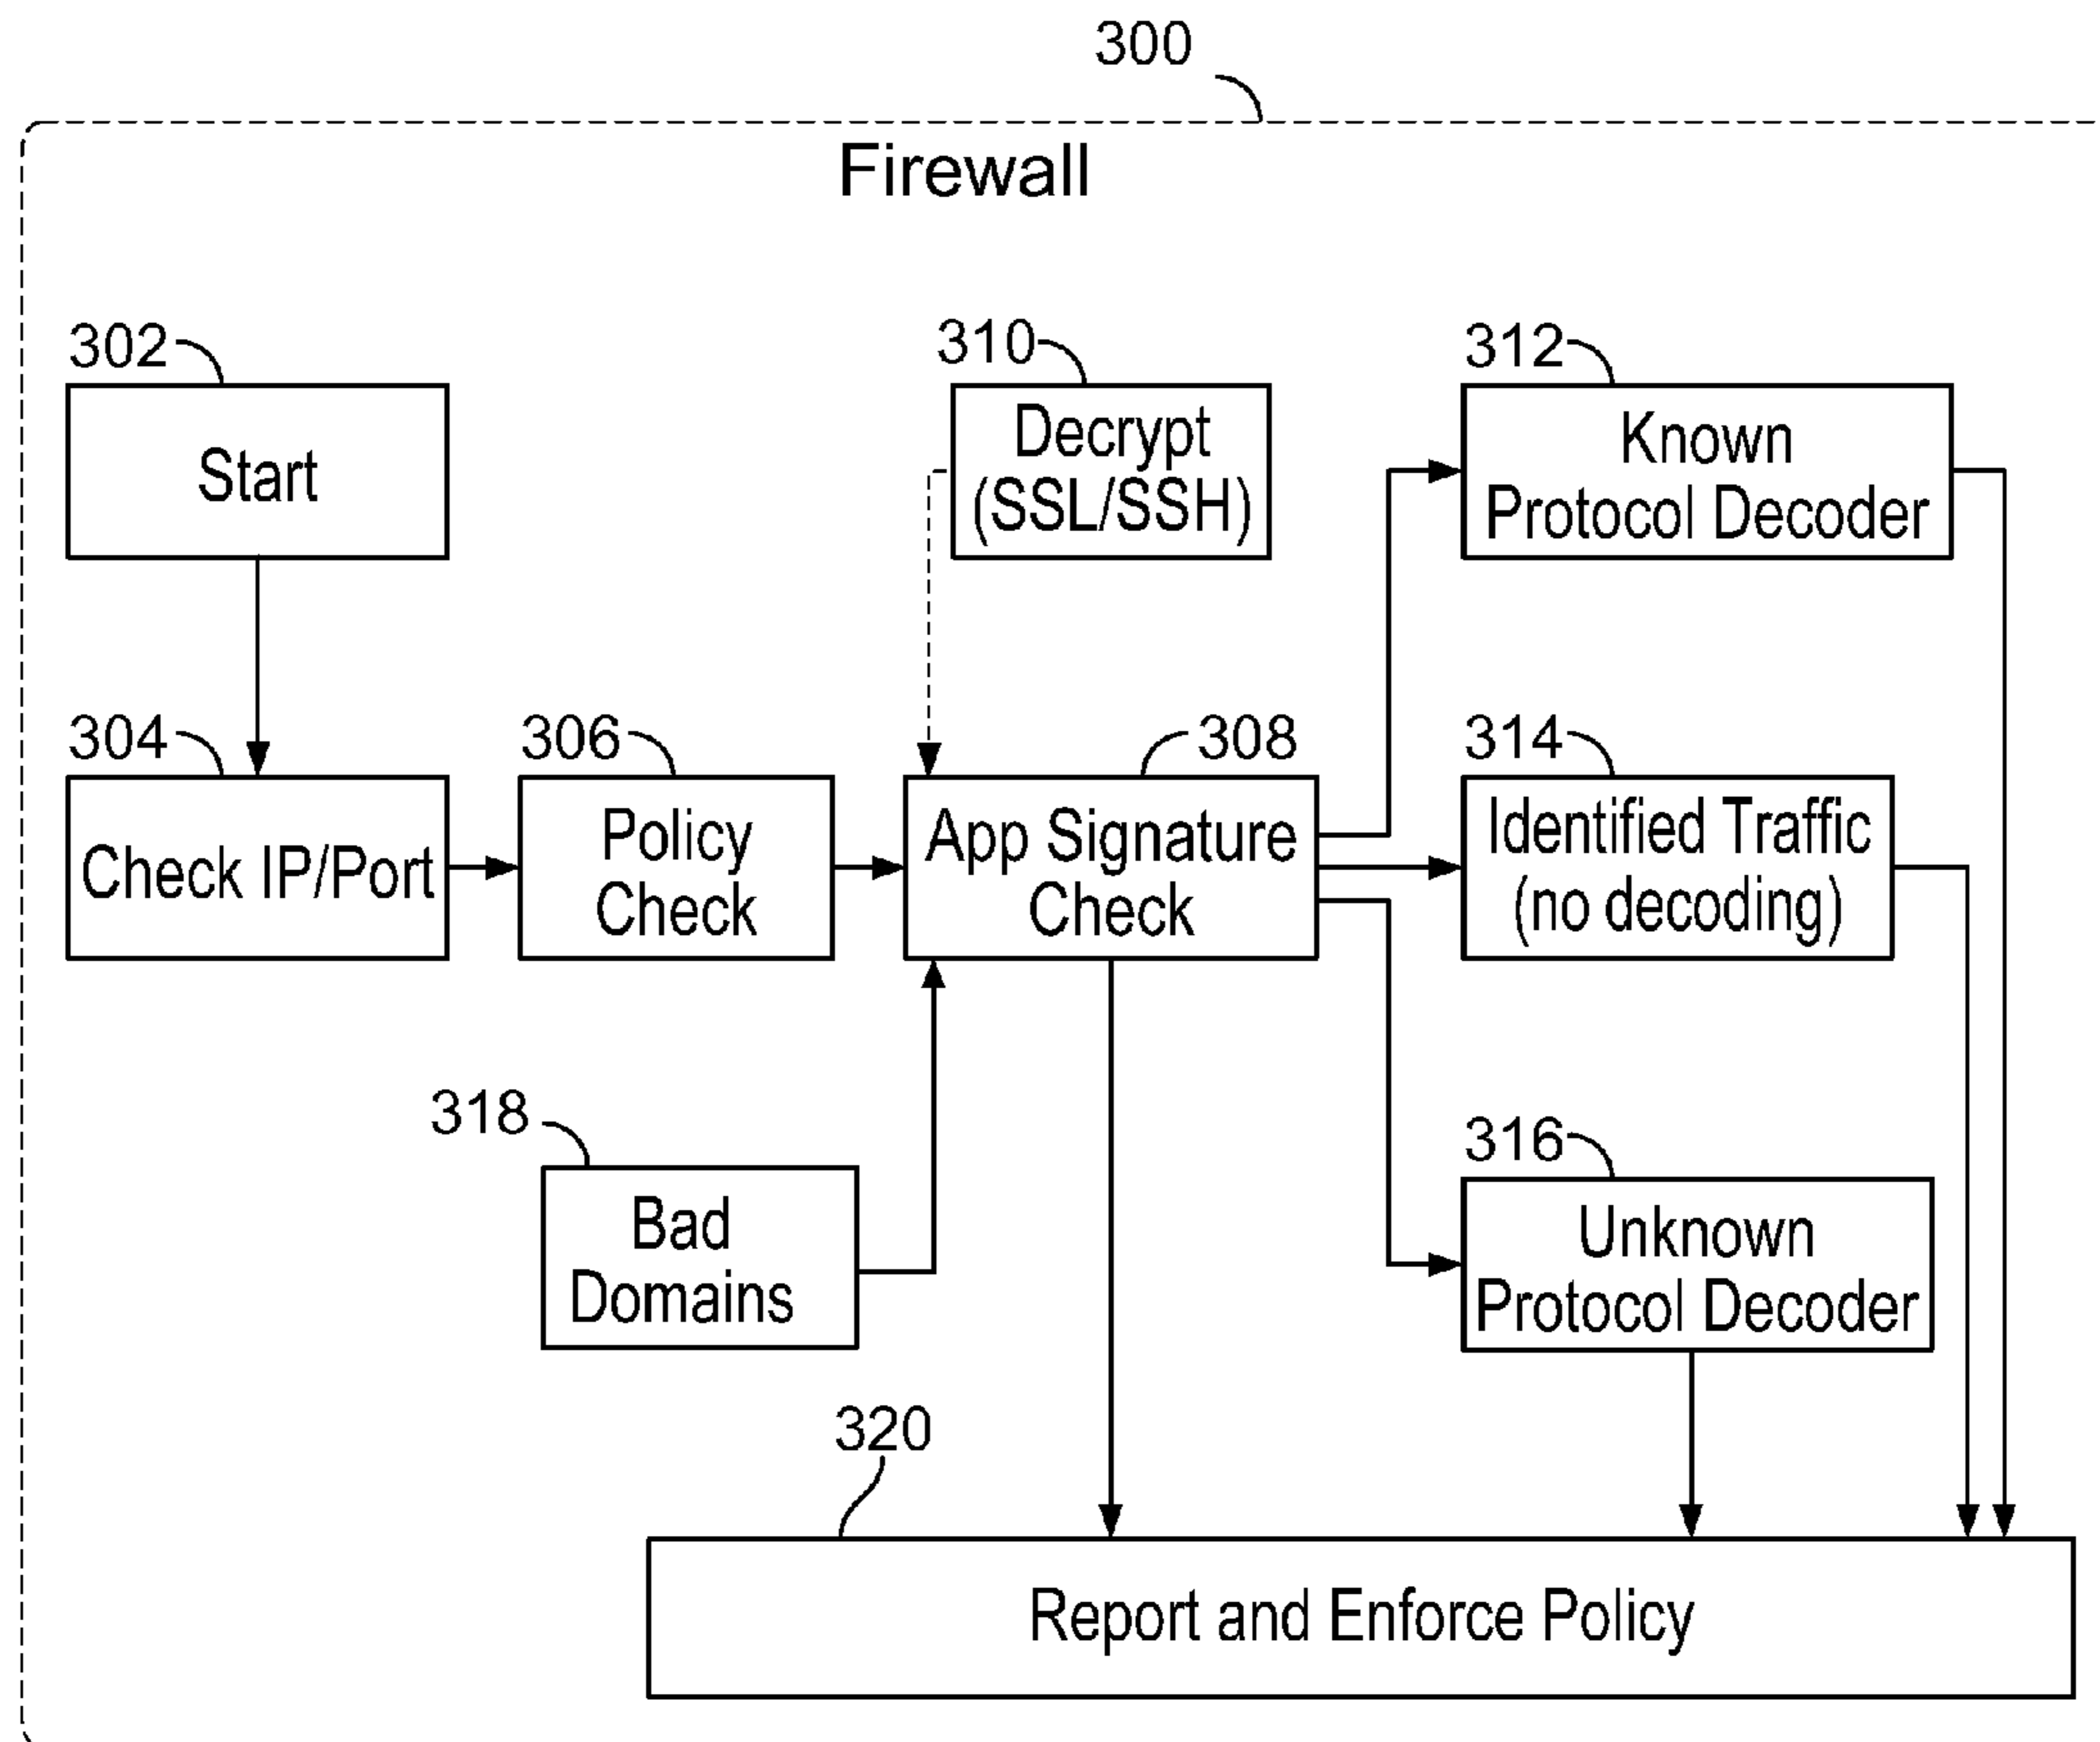 300
Firewall
302
Start
310
Decrypt
(SSL/SSH)
312
Known
Protocol Decoder
304
Check IP/Port
306
Policy
Check
308
App Signature
Check
314
Identified Traffic
(no decoding)
318
Bad
Domains
316
Unknown
Protocol Decoder
320
Report and Enforce Policy